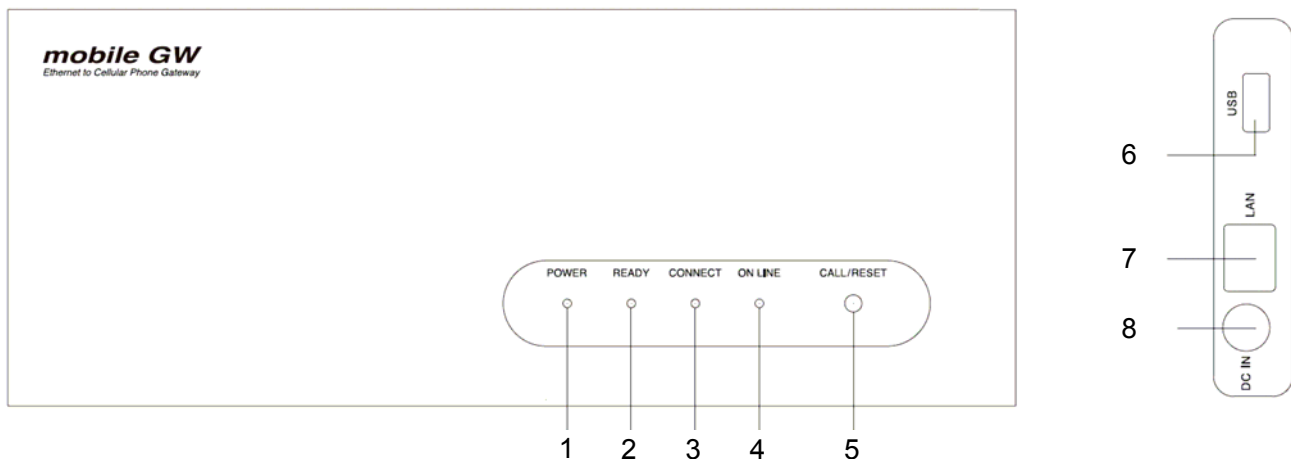 mobile GW
Ethernet to Cellular Phone Gateway
POWER READY CONNECT ON LINE CALL/RESET
1 2 3 4 5
USB
6
LAN
7
8
DC IN